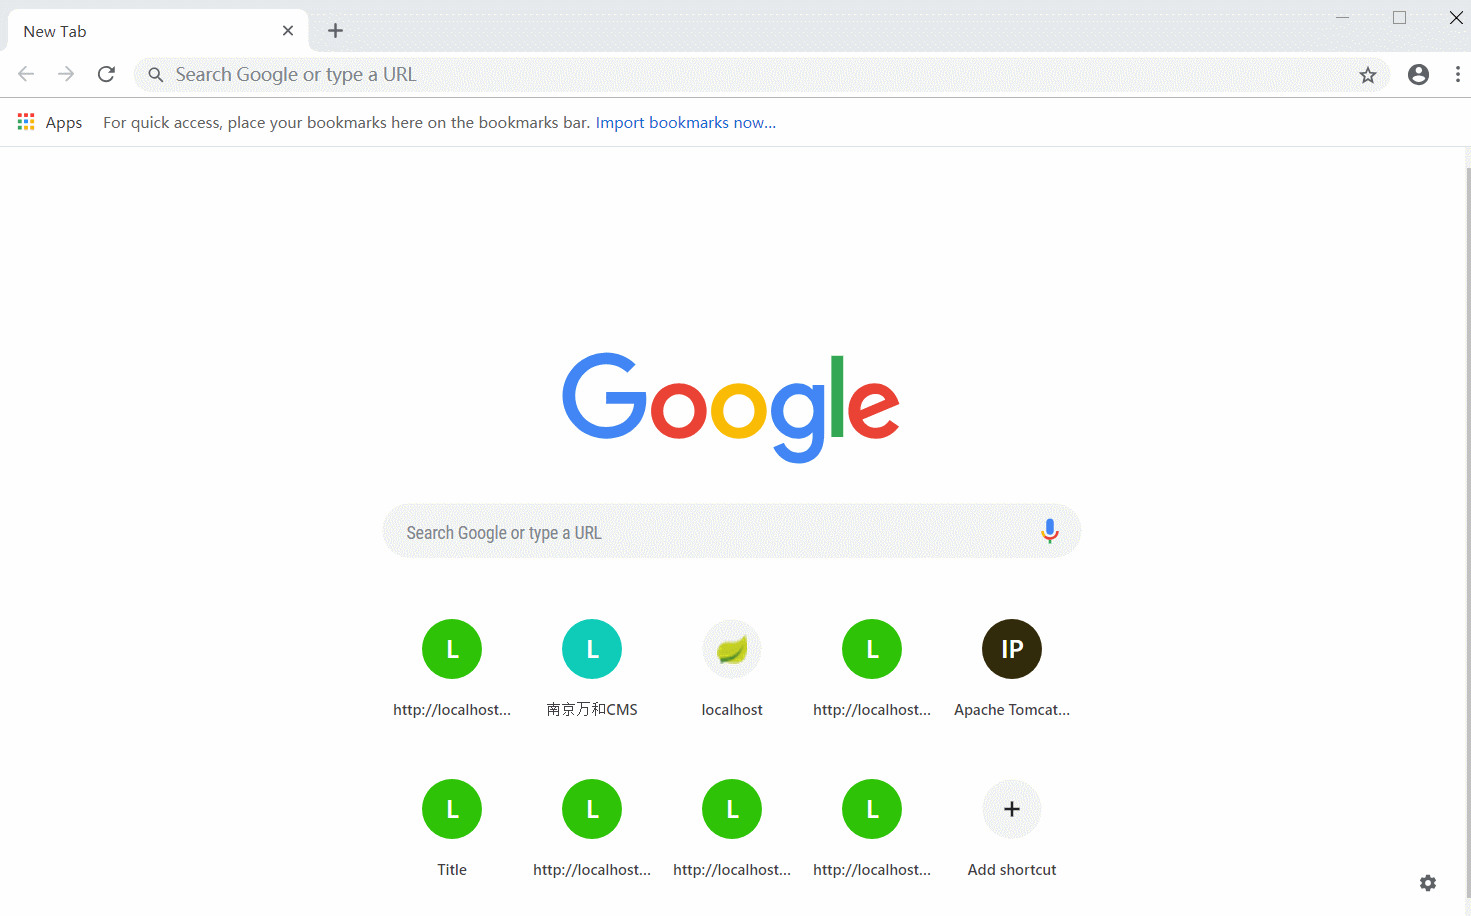 New Tab
Search Google or type a URL
Apps For quick access, place your bookmarks here on the bookmarks bar. Import bookmarks now...
Google
Search Google or type a URL
L L L IP
http://localhost... 南京万和CMS localhost http://localhost... Apache Tomcat...
L L L L
Title http://localhost... http://localhost... http://localhost... Add shortcut